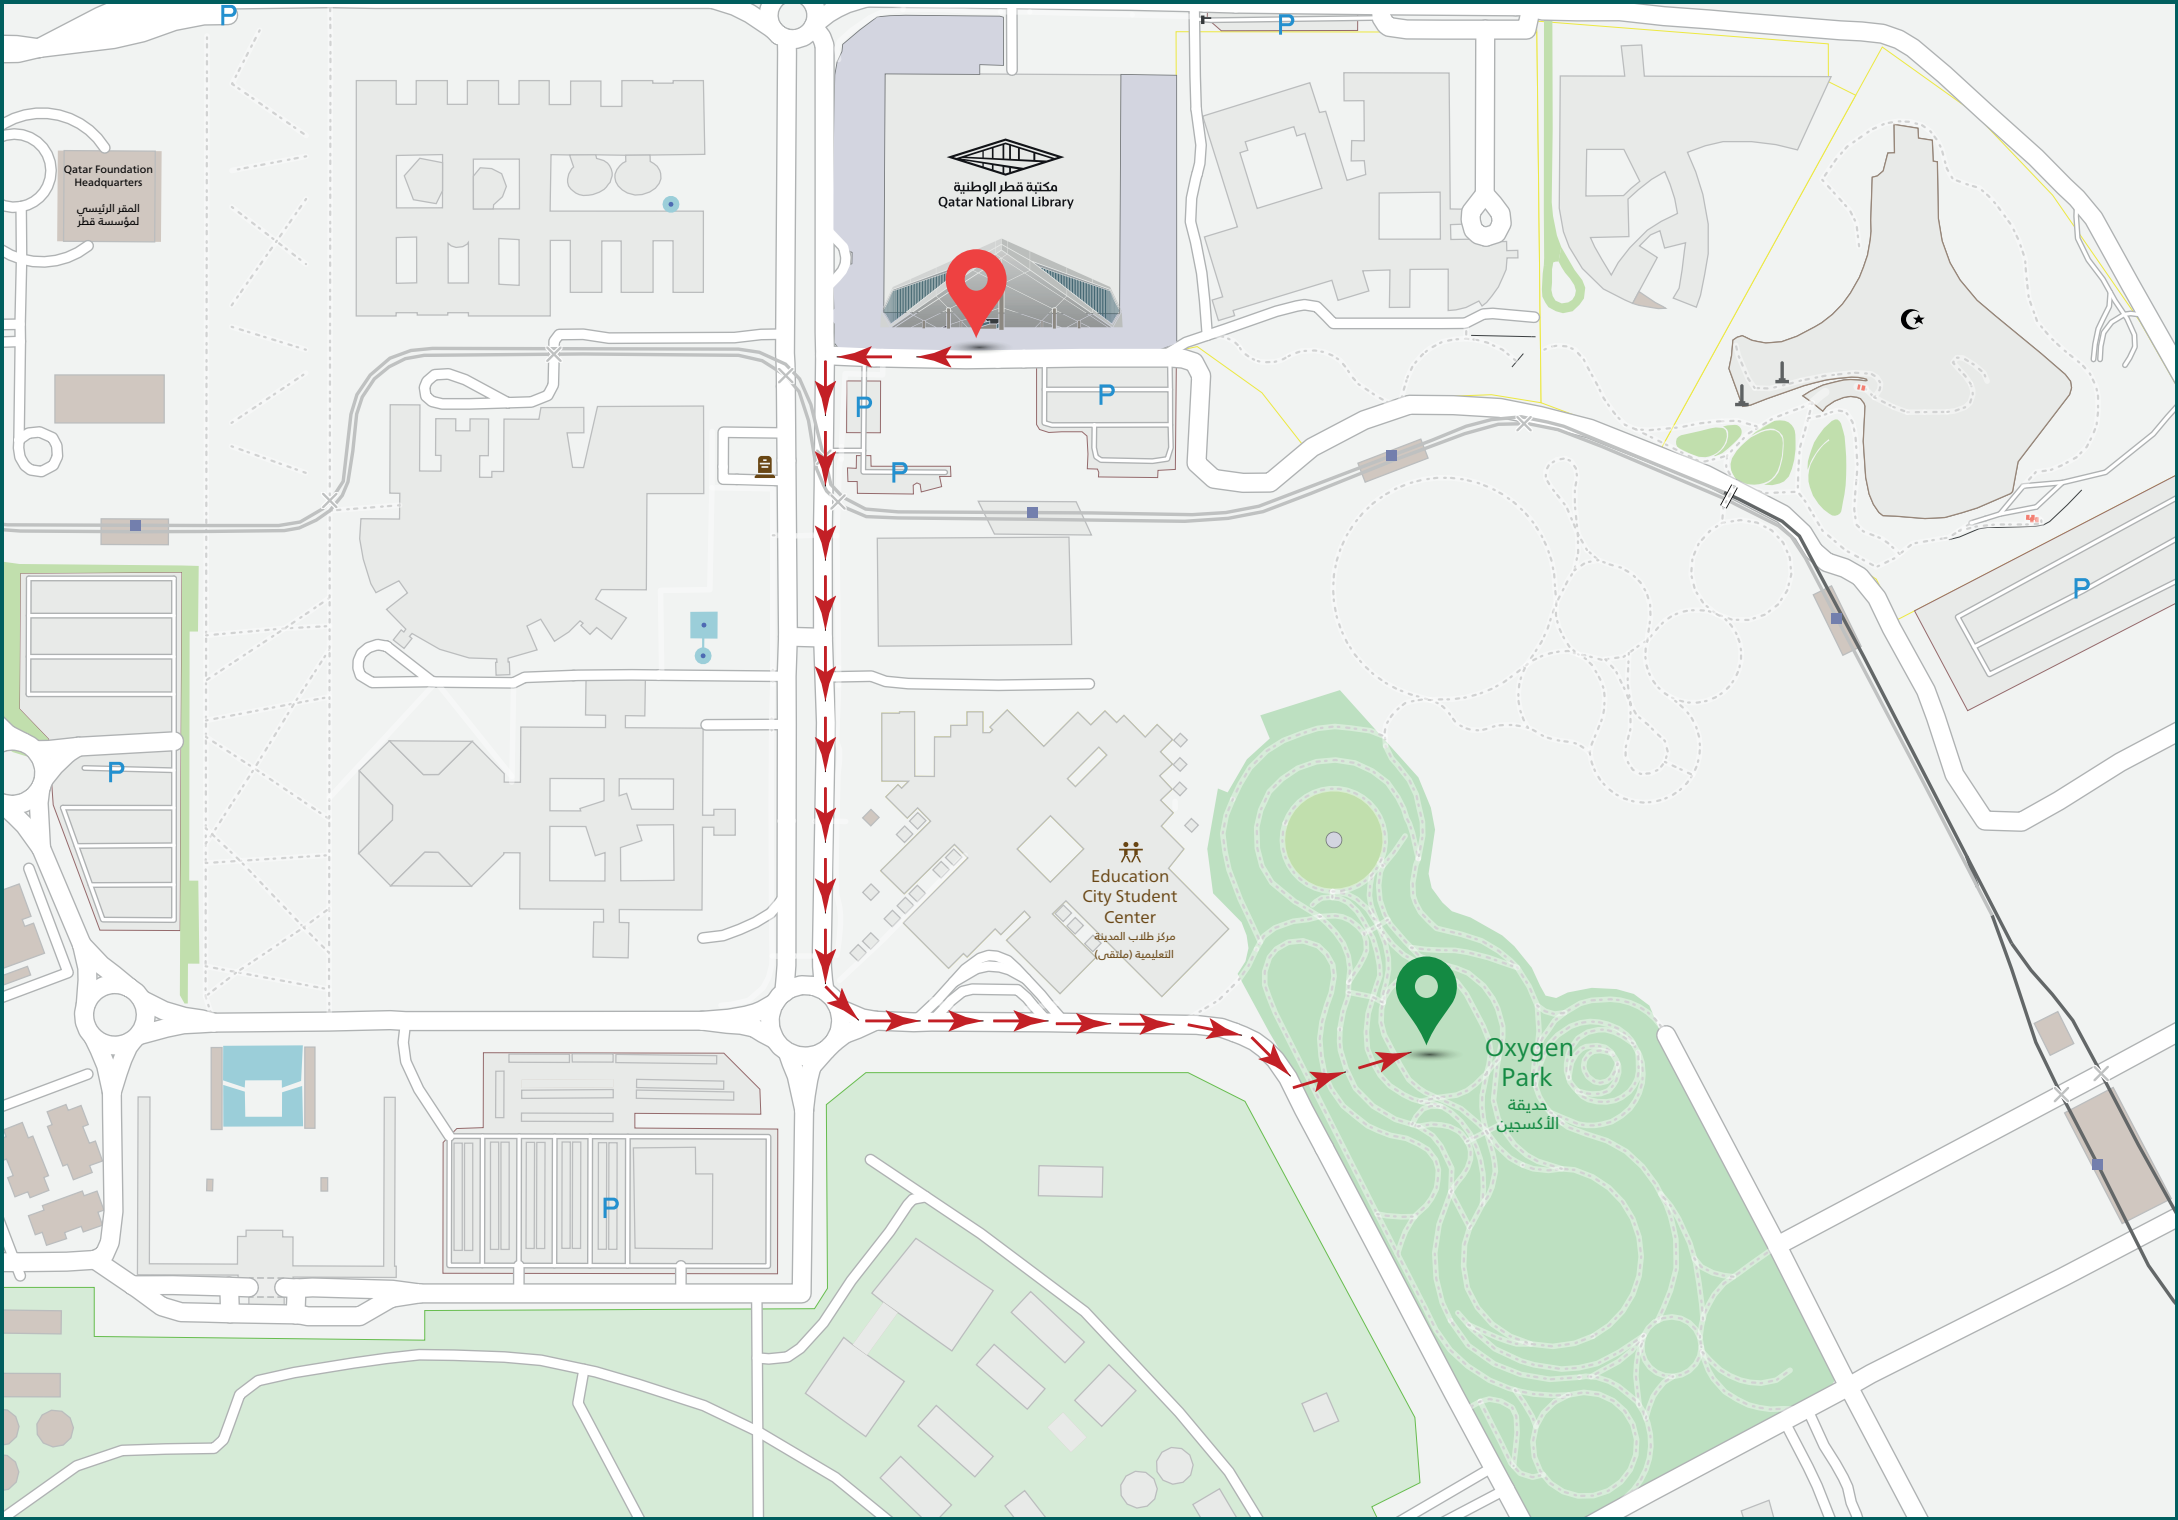 P
P
Qatar Foundation
Headquarters
المقر الرئيسي
لمؤسسة قطر
مكتبة قطر الوطنية
Qatar National Library
P
P
P
P
P
Education
City Student
Center
مركز طلاب المدينة
التعليمية (ملتقى)
Oxygen
Park
حديقة
الأكسجين
P